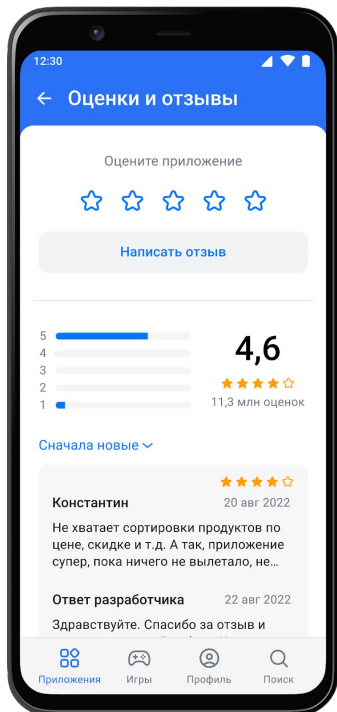 12:30
Оценки и отзывы
Оцените приложение
Написать отзыв
5
4
3
2
1
4,6
11,3 млн оценок
Сначала новые
Константин
20 авг 2022
Не хватает сортировки продуктов по
цене, скидке и т.д. А так, приложение
супер, пока ничего не вылетало, не...
Ответ разработчика
22 авг 2022
Здравствуйте. Спасибо за отзыв и
Приложения
Игры
Профиль
Поиск